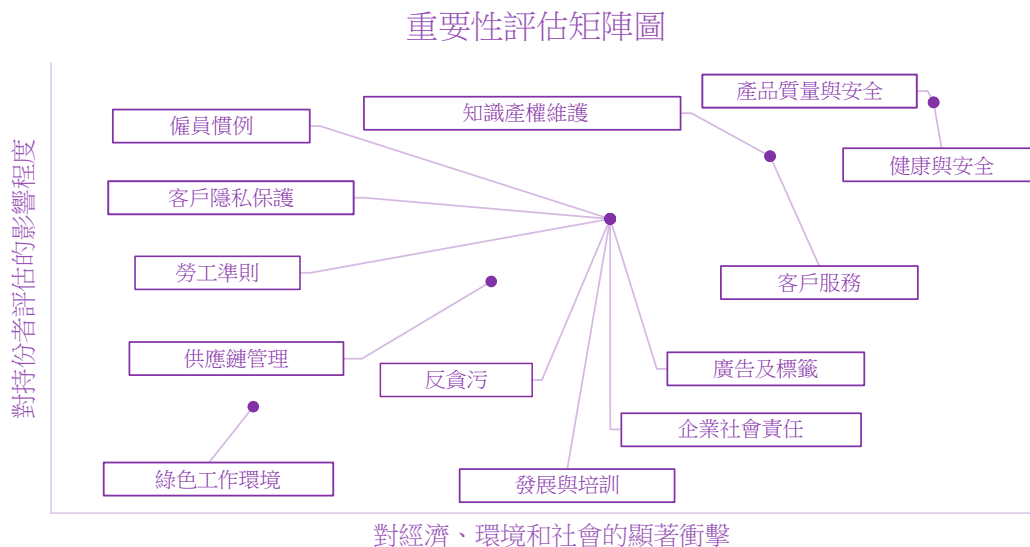 重要性評估矩陣圖
對持份者評估的影響程度
產品質量與安全
知識產權維護
僱員慣例
健康與安全
客戶隱私保護
勞工準則
客戶服務
供應鏈管理
反貪污
廣告及標籤
企業社會責任
綠色工作環境
發展與培訓
對經濟、環境和社會的顯著衝擊